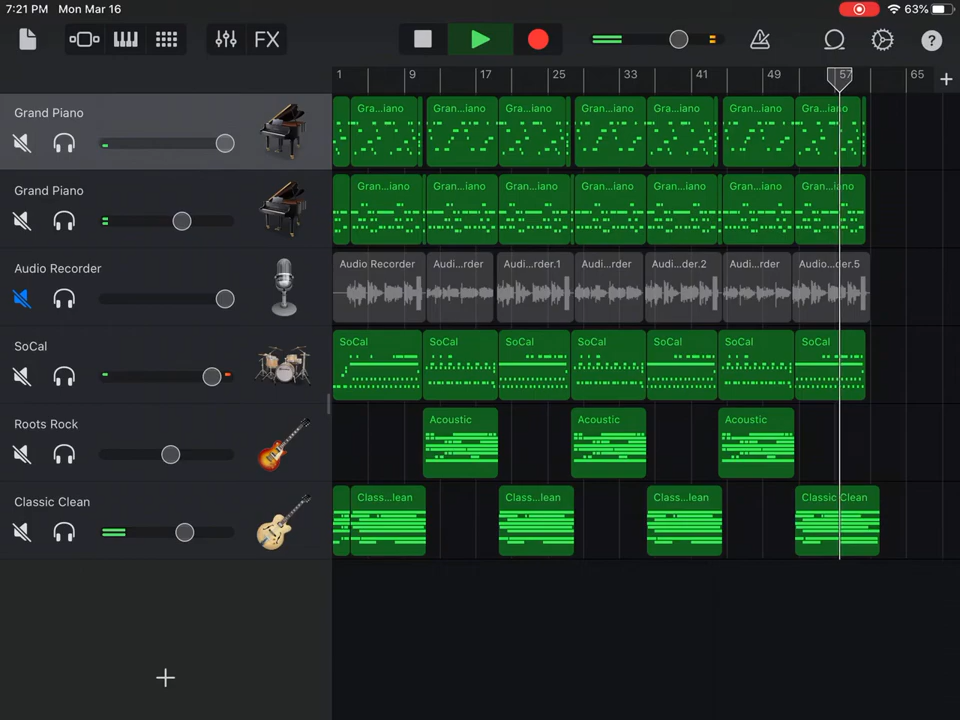 7:21 PM Mon Mar 16
63%
FX
?
1 9 17 25 33 41 49 57 65
Grand Piano
Gra...iano Gra...iano Gran...iano Gran...iano Gran...iano Gran...iano
Grand Piano
Gran...iano Gran...iano Gran...iano Gran...iano Gran...iano Gran...iano Gran...iano
Audio Recorder
Audio Recorder Audi...rder Audi...rder.1 Audi...rder Audi...der.2 Audi...rder Audio...der.5
SoCal
SoCal SoCal SoCal SoCal SoCal SoCal SoCal
Roots Rock
Acoustic Acoustic Acoustic
Classic Clean
Class...lean Class...lean Class...lean Classic Clean